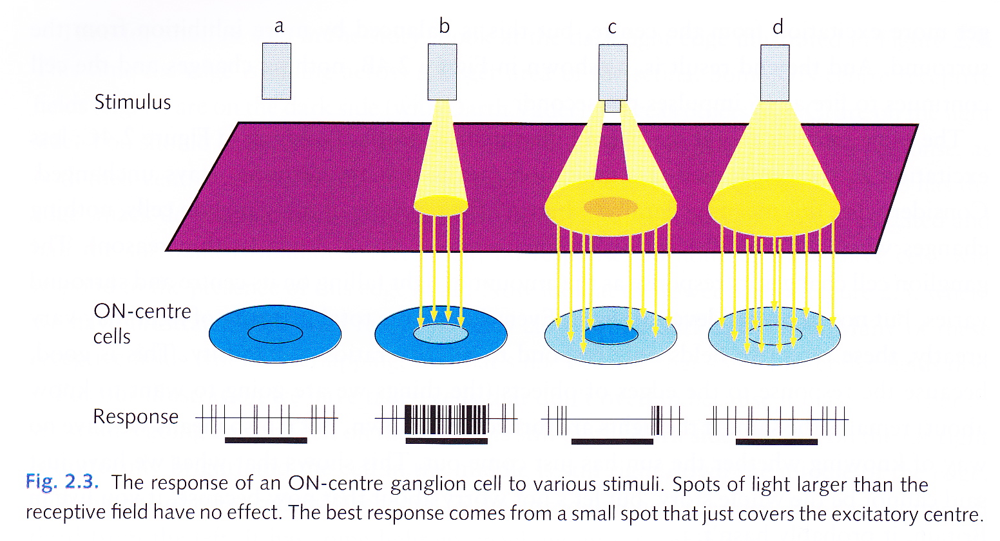 a b c d
Stimulus
ON-centre
cells
Response
Fig. 2.3. The response of an ON-centre ganglion cell to various stimuli. Spots of light larger than the
receptive field have no effect. The best response comes from a small spot that just covers the excitatory centre.